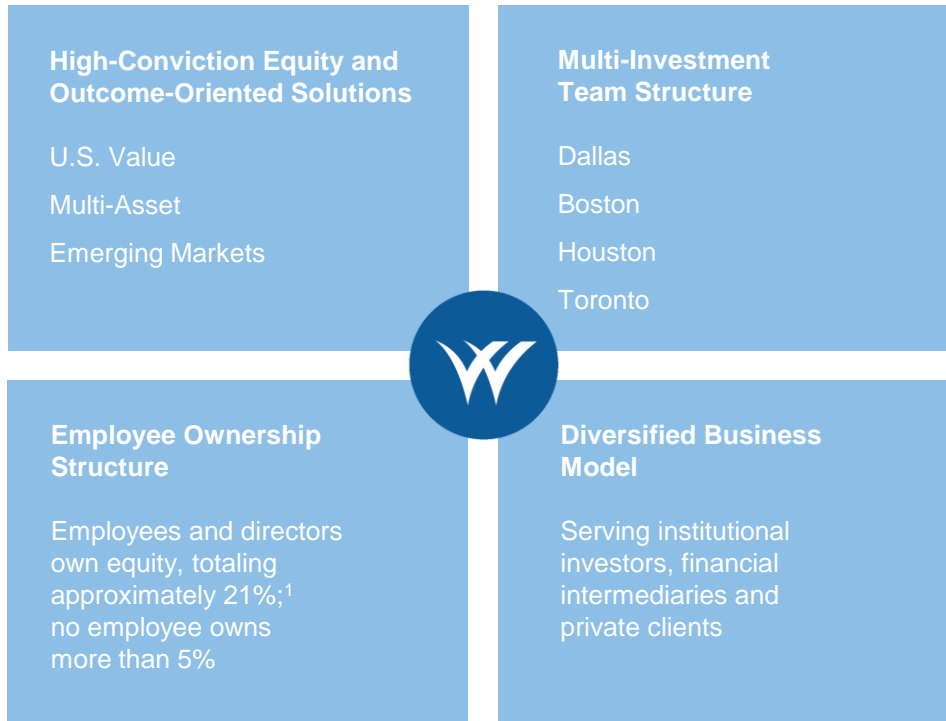 High-Conviction Equity and
Outcome-Oriented Solutions
U.S. Value
Multi-Asset
Emerging Markets
Multi-Investment
Team Structure
Dallas
Boston
Houston
Toronto
Employee Ownership
Structure
Employees and directors
own equity, totaling
approximately 21%;¹
no employee owns
more than 5%
Diversified Business
Model
Serving institutional
investors, financial
intermediaries and
private clients